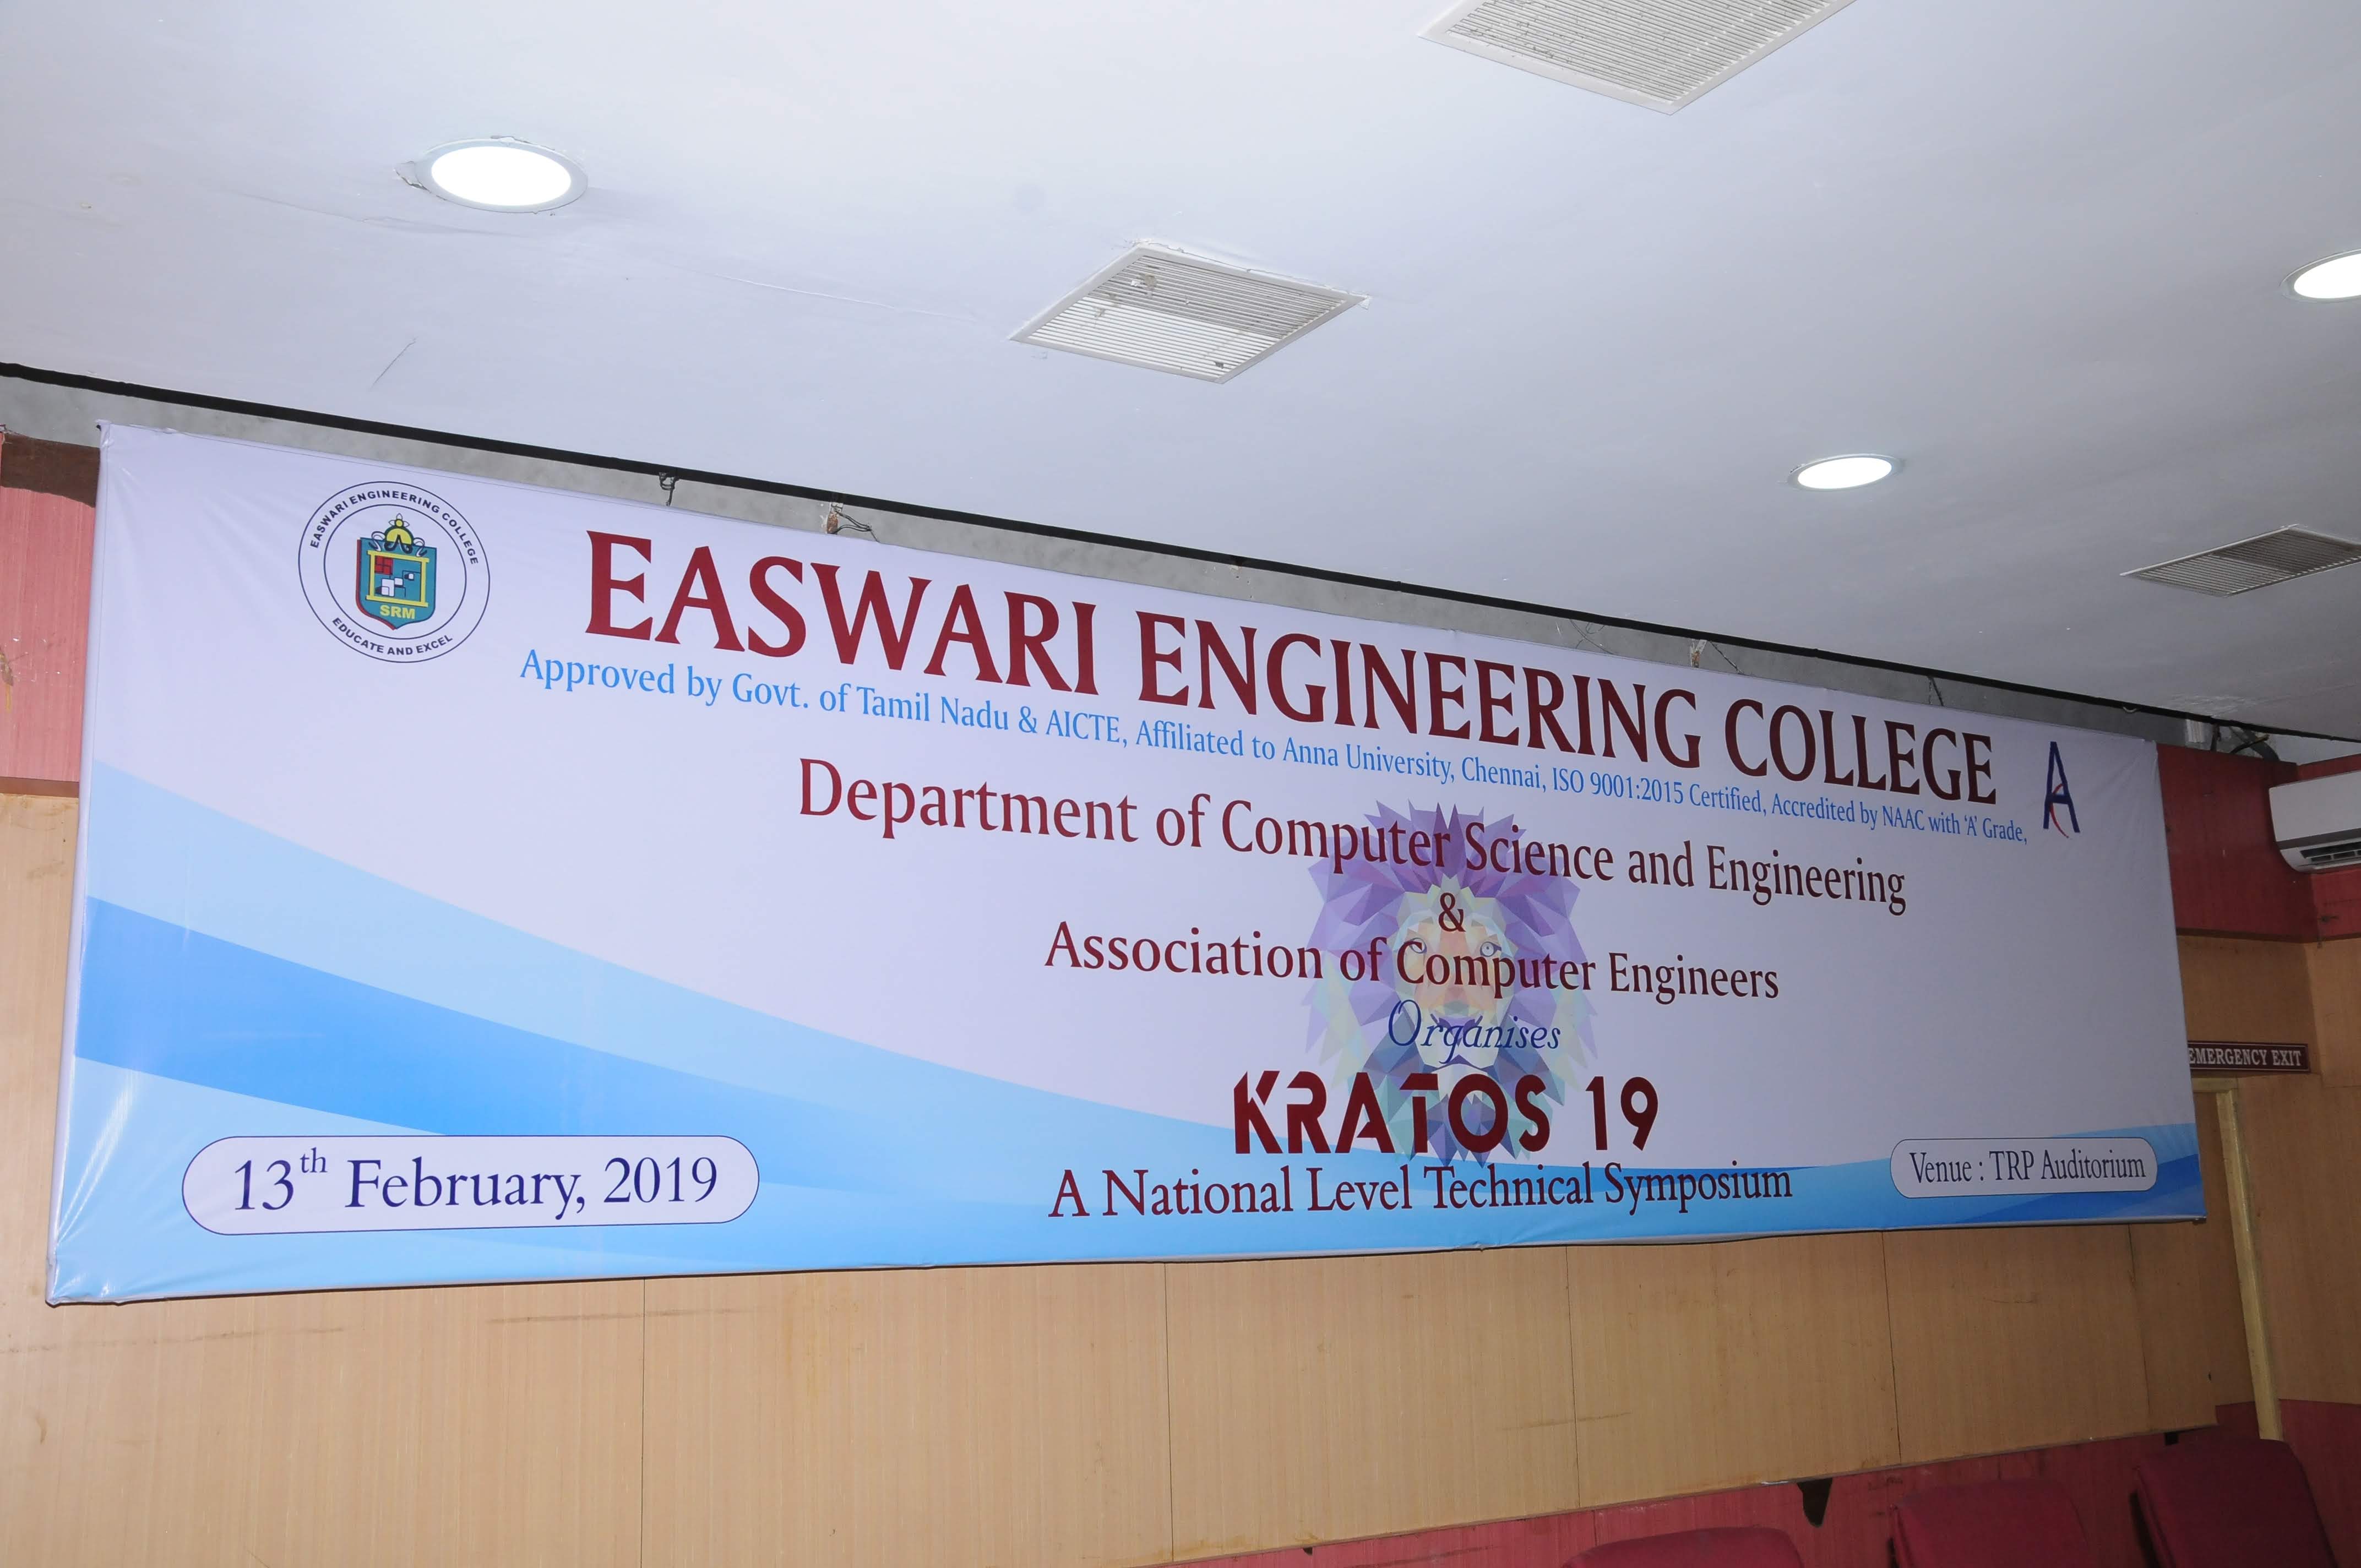 EASWARI ENGINEERING COLLEGE
SRM
EDUCATE AND EXCEL
EASWARI ENGINEERING COLLEGE
Approved by Govt. of Tamil Nadu & AICTE, Affiliated to Anna University, Chennai, ISO 9001:2015 Certified, Accredited by NAAC with 'A' Grade,
Department of Computer Science and Engineering
&
Association of Computer Engineers
Organises
KRATOS 19
A National Level Technical Symposium
13th February, 2019
Venue : TRP Auditorium
EMERGENCY EXIT